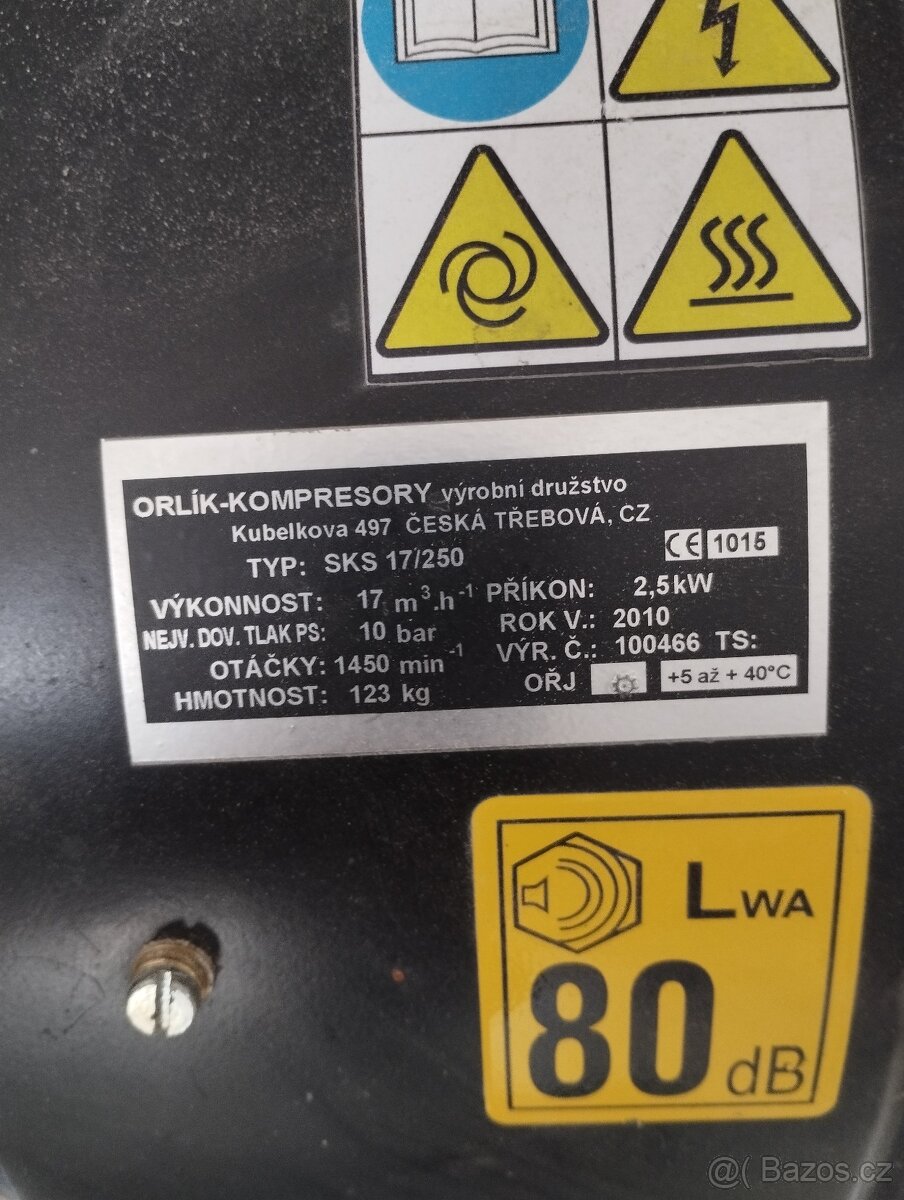 ORLÍK-KOMPRESORY výrobní družstvo
Kubelkova 497 ČESKÁ TŘEBOVÁ, CZ
TYP: SKS 17/250 CE 1015
VÝKONNOST: 17 m³.h⁻¹ PŘÍKON: 2,5kW
NEJV. DOV. TLAK PS: 10 bar ROK V.: 2010
OTÁČKY: 1450 min⁻¹ VÝR. Č.: 100466 TS:
HMOTNOST: 123 kg OŘJ +5 až + 40°C
LWA
80 dB
@( Bazos.cz